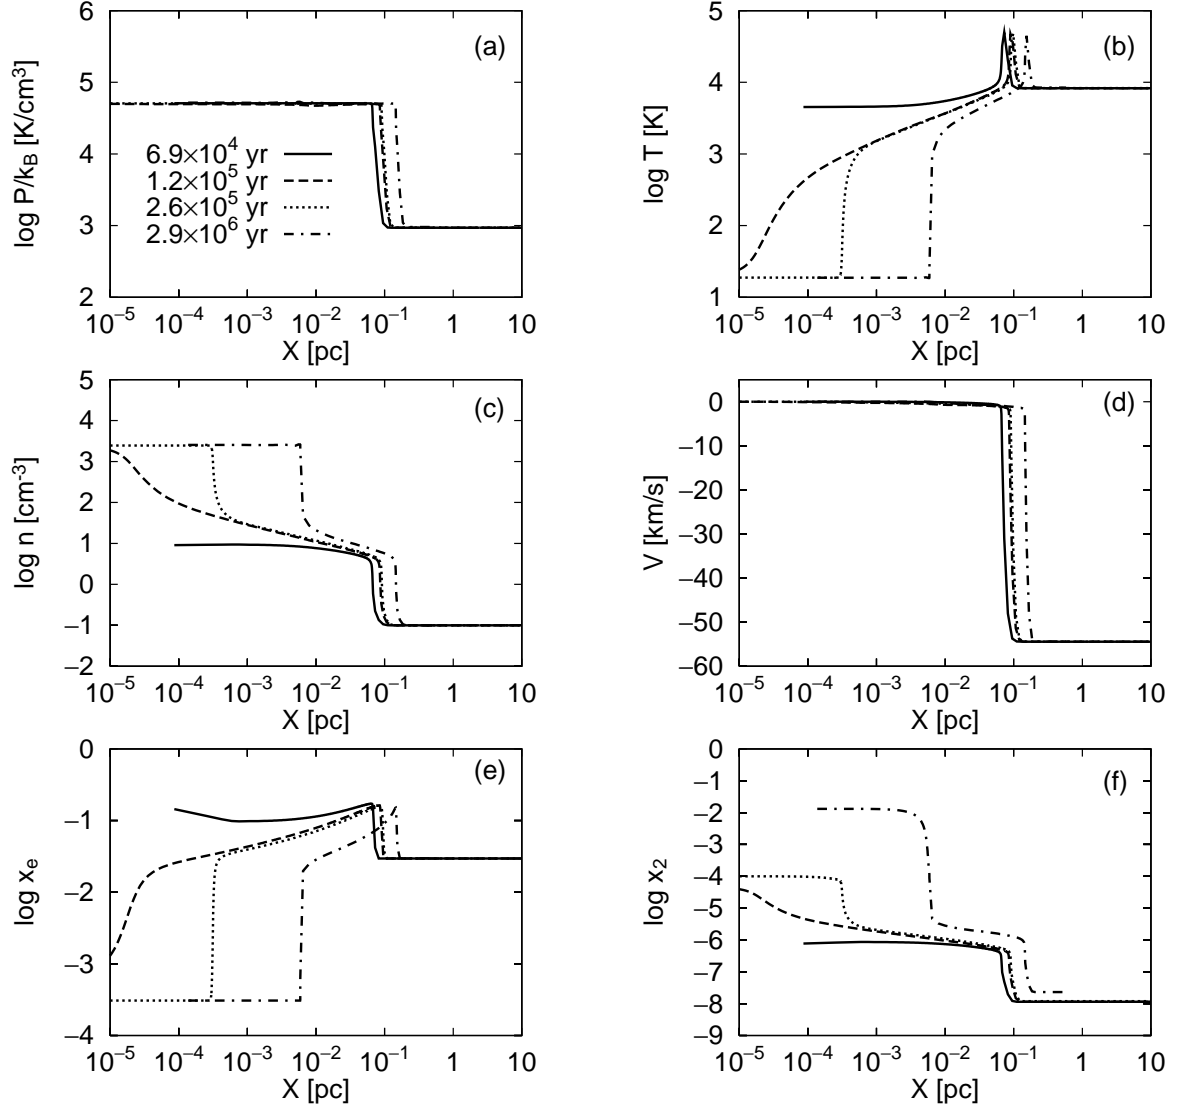 (a)
log P/k_B [K/cm^3]
6
5
4
3
2
6.9×10^4 yr
1.2×10^5 yr
2.6×10^5 yr
2.9×10^6 yr
10^−5 10^−4 10^−3 10^−2 10^−1 1 10
X [pc]
(b)
log T [K]
5
4
3
2
1
10^−5 10^−4 10^−3 10^−2 10^−1 1 10
X [pc]
(c)
log n [cm^-3]
5
4
3
2
1
0
−1
−2
10^−5 10^−4 10^−3 10^−2 10^−1 1 10
X [pc]
(d)
V [km/s]
0
−10
−20
−30
−40
−50
−60
10^−5 10^−4 10^−3 10^−2 10^−1 1 10
X [pc]
(e)
log x_e
0
−1
−2
−3
−4
10^−5 10^−4 10^−3 10^−2 10^−1 1 10
X [pc]
(f)
log x_2
0
−1
−2
−4
−5
−6
−7
−8
−9
10^−5 10^−4 10^−3 10^−2 10^−1 1 10
X [pc]